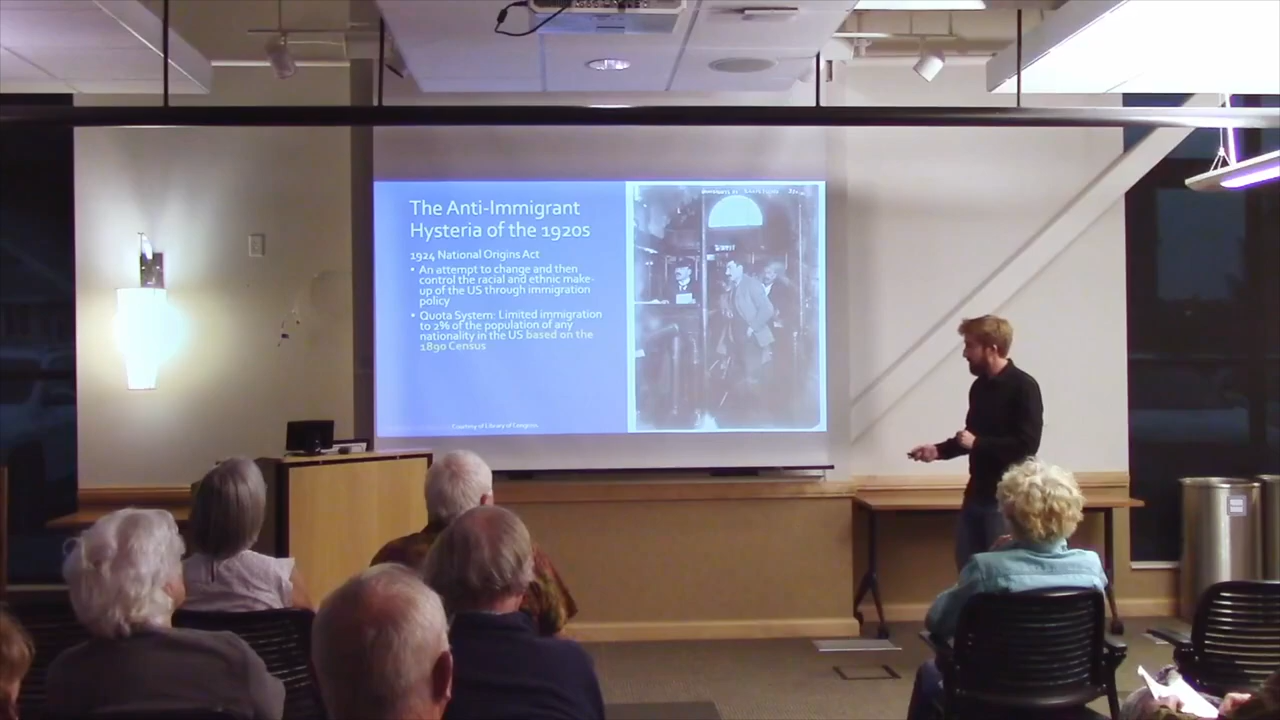 The Anti-Immigrant
Hysteria of the 1920s
1924 National Origins Act
• An attempt to change and then
control the racial and ethnic make-
up of the US through immigration
policy
• Quota System: Limited immigration
to 2% of the population of any
nationality in the US based on the
1890 Census
Courtesy of Library of Congress.